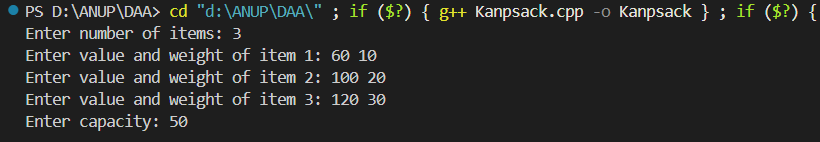 PS D:\ANUP\DAA> cd "d:\ANUP\DAA\" ; if ($?) { g++ Kanpsack.cpp -o Kanpsack } ; if ($?) {
Enter number of items: 3
Enter value and weight of item 1: 60 10
Enter value and weight of item 2: 100 20
Enter value and weight of item 3: 120 30
Enter capacity: 50